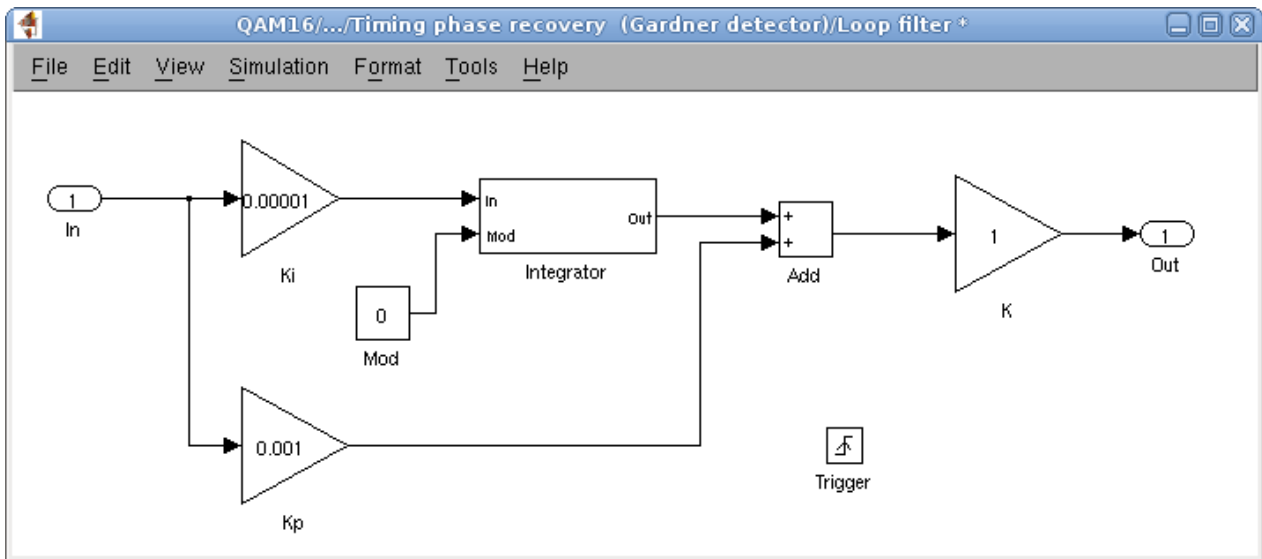 QAM16/.../Timing phase recovery  (Gardner detector)/Loop filter *
File Edit View Simulation Format Tools Help
1
In
0.00001
Ki
In
Mod
Out
Integrator
0
Mod
+
+
Add
1
K
1
Out
0.001
Kp
Trigger